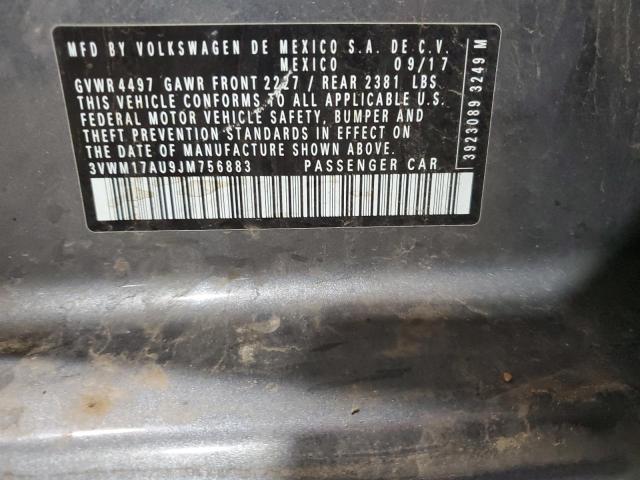 MFD BY VOLKSWAGEN DE MEXICO S.A. DE C.V.
MEXICO 09/17
GVWR 4497 GAWR FRONT 2227 / REAR 2381 LBS
THIS VEHICLE CONFORMS TO ALL APPLICABLE U.S.
FEDERAL MOTOR VEHICLE SAFETY, BUMPER AND
THEFT PREVENTION STANDARDS IN EFFECT ON
THE DATE OF MANUFACTURE SHOWN ABOVE.
3VWM17AU9JM756883 PASSENGER CAR
3923089 3249 M